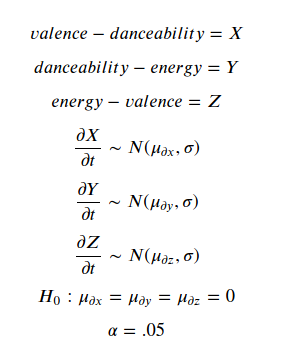 valence − danceability = X
danceability − energy = Y
energy − valence = Z
∂X/∂t ~ N(μ∂x, σ)
∂Y/∂t ~ N(μ∂y, σ)
∂Z/∂t ~ N(μ∂z, σ)
H₀ : μ∂x = μ∂y = μ∂z = 0
α = .05